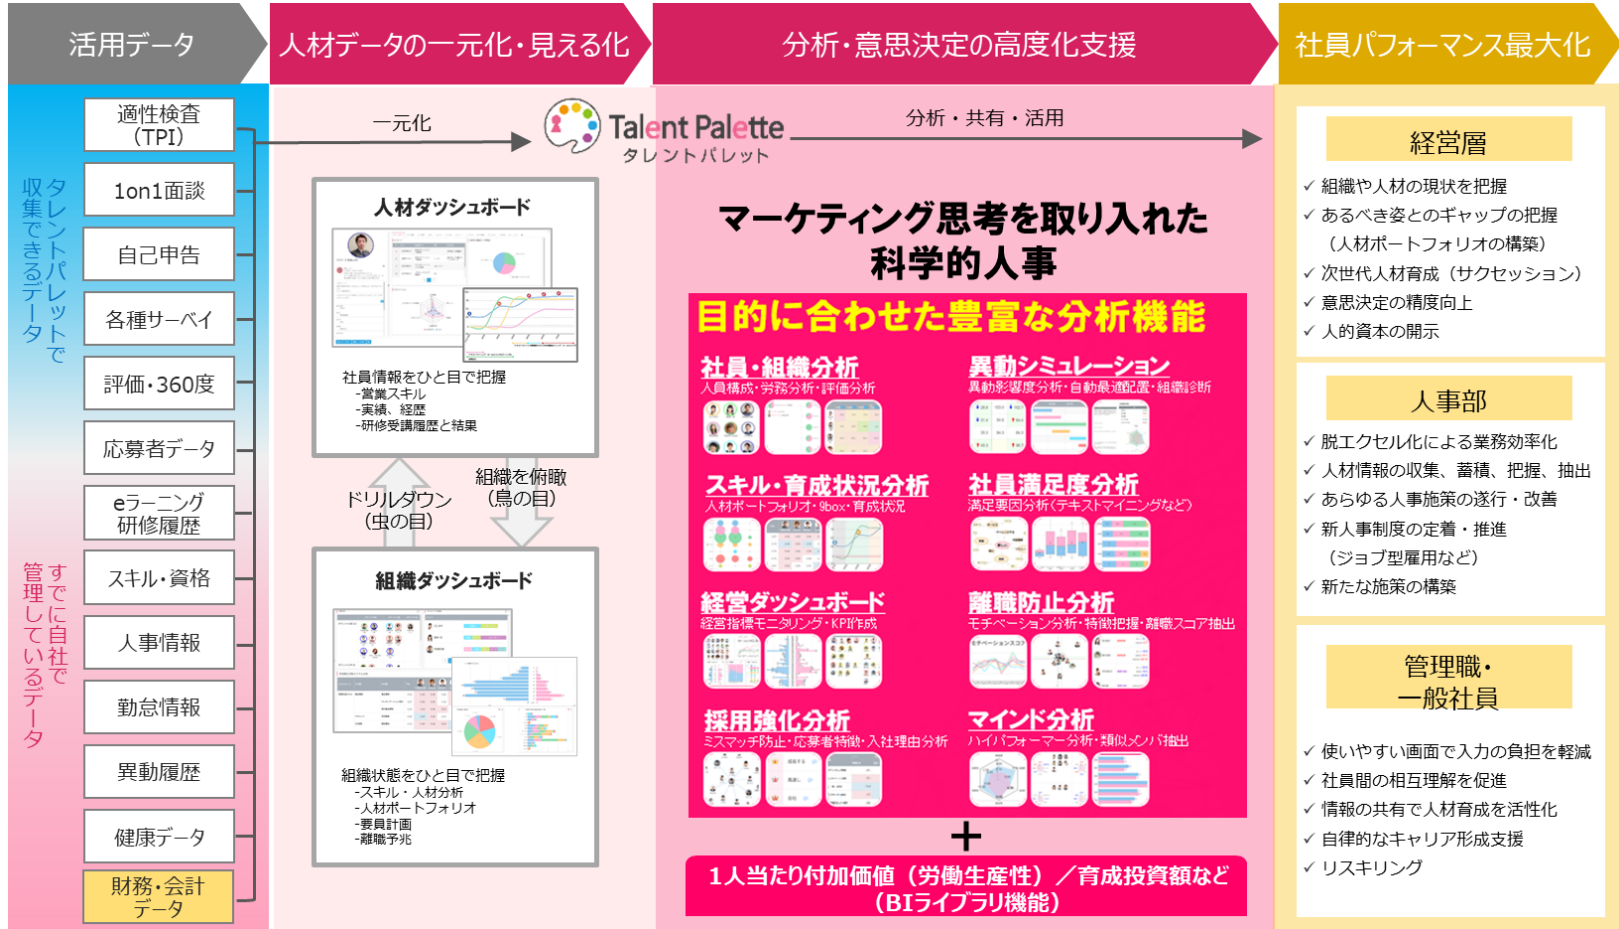 活用データ
人材データの一元化・見える化
分析・意思決定の高度化支援
社員パフォーマンス最大化
タレントパレットで
収集できるデータ
すでに自社で
管理しているデータ
適性検査
（TPI）
1on1面談
自己申告
各種サーベイ
評価・360度
応募者データ
eラーニング
研修履歴
スキル・資格
人事情報
勤怠情報
異動履歴
健康データ
財務・会計
データ
一元化
Talent Palette
タレントパレット
分析・共有・活用
人材ダッシュボード
社員情報をひと目で把握
-営業スキル
-実績、経歴
-研修受講履歴と結果
ドリルダウン
（虫の目）
組織を俯瞰
（鳥の目）
組織ダッシュボード
組織状態をひと目で把握
-スキル・人材分析
-人材ポートフォリオ
-要員計画
-離職予兆
マーケティング思考を取り入れた
科学的人事
目的に合わせた豊富な分析機能
社員・組織分析
人員構成・労務分析・評価分析
異動シミュレーション
異動影響度分析・自動最適配置・組織診断
スキル・育成状況分析
人材ポートフォリオ・9box・育成状況
社員満足度分析
満足要因分析（テキストマイニングなど）
経営ダッシュボード
経営指標モニタリング・KPI作成
離職防止分析
モチベーション分析・特徴把握・離職スコア抽出
モチベーションスコア
採用強化分析
ミスマッチ防止・応募者特徴・入社理由分析
マインド分析
ハイパフォーマー分析・類似メンバ抽出
＋
1人当たり付加価値（労働生産性）／育成投資額など
（BIライブラリ機能）
経営層
✓ 組織や人材の現状を把握
✓ あるべき姿とのギャップの把握
（人材ポートフォリオの構築）
✓ 次世代人材育成（サクセッション）
✓ 意思決定の精度向上
✓ 人的資本の開示
人事部
✓ 脱エクセル化による業務効率化
✓ 人材情報の収集、蓄積、把握、抽出
✓ あらゆる人事施策の遂行・改善
✓ 新人事制度の定着・推進
（ジョブ型雇用など）
✓ 新たな施策の構築
管理職・
一般社員
✓ 使いやすい画面で入力の負担を軽減
✓ 社員間の相互理解を促進
✓ 情報の共有で人材育成を活性化
✓ 自律的なキャリア形成支援
✓ リスキリング